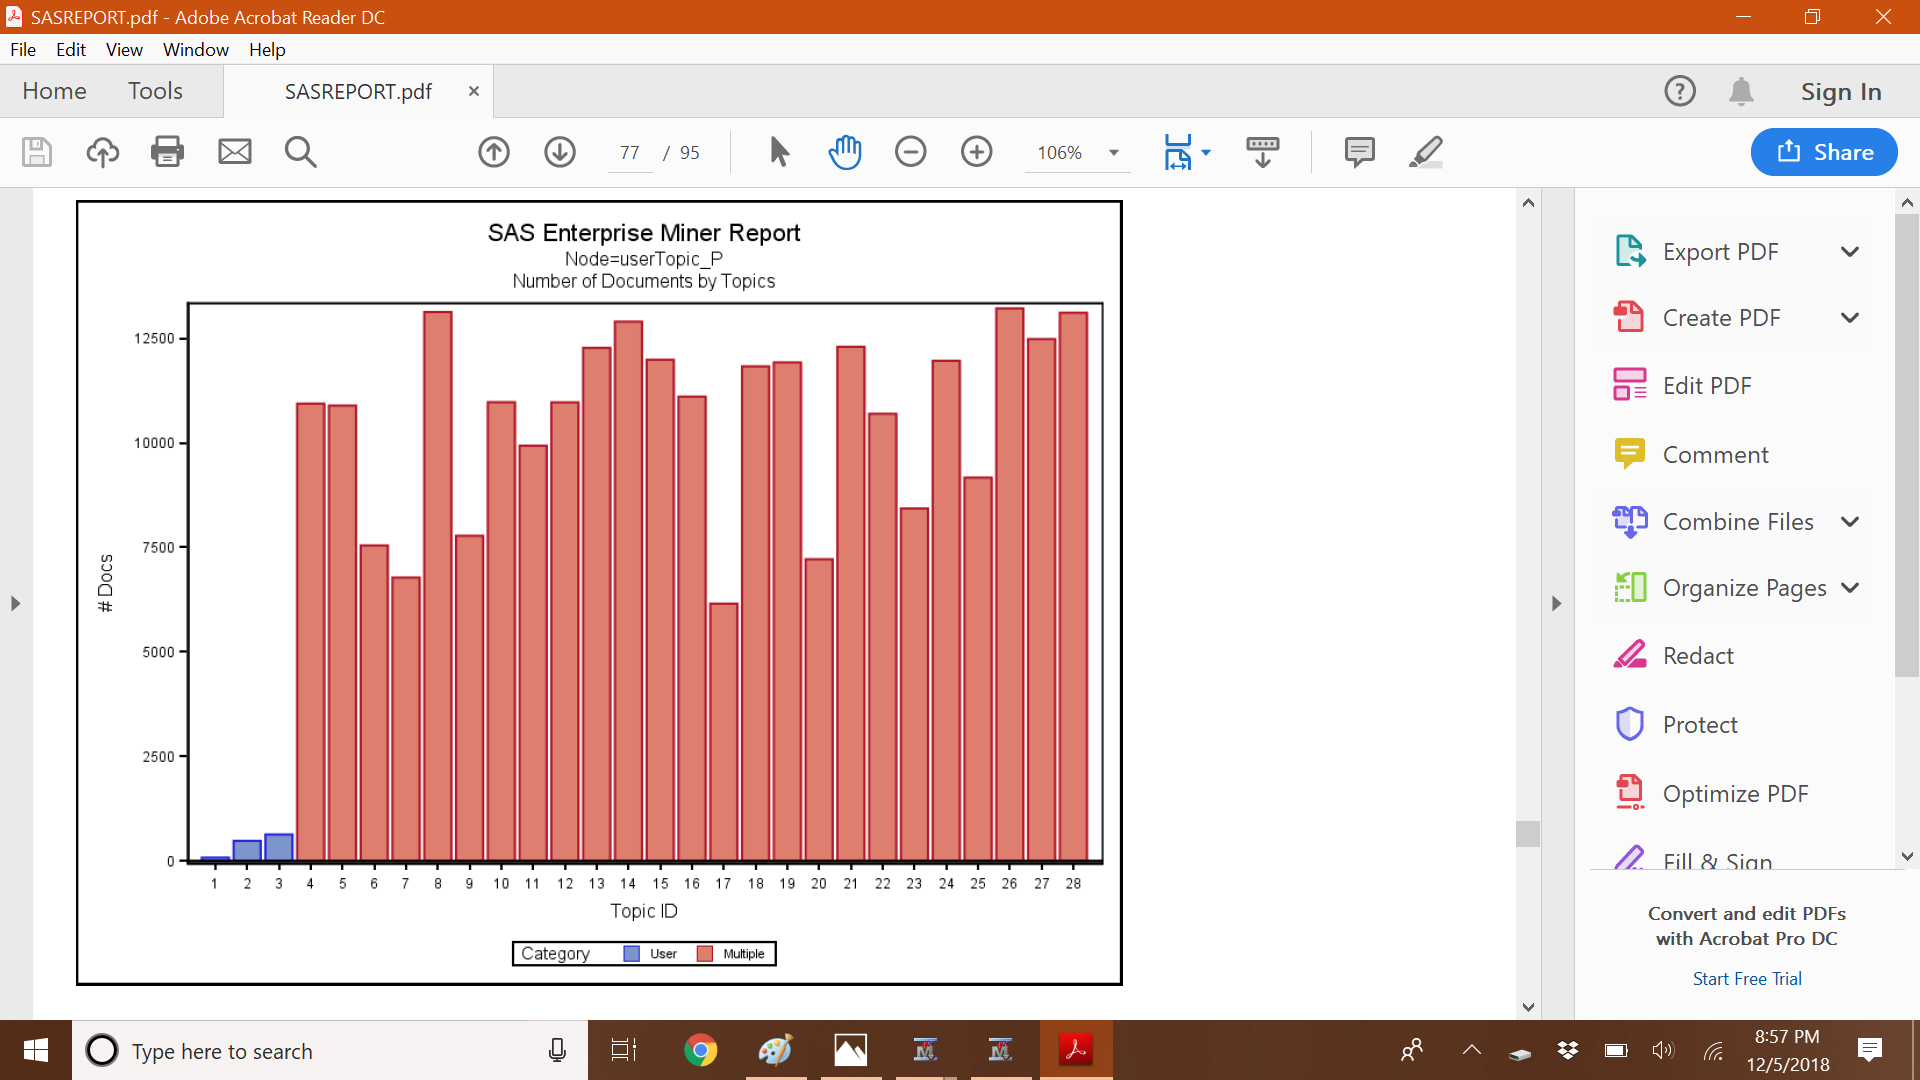 SASREPORT.pdf - Adobe Acrobat Reader DC
File Edit View Window Help
Home Tools SASREPORT.pdf × ? Sign In
77 / 95 106% Share
SAS Enterprise Miner Report
Node=userTopic_P
Number of Documents by Topics
12500
10000
7500
5000
2500
0
# Docs
1 2 3 4 5 6 7 8 9 10 11 12 13 14 15 16 17 18 19 20 21 22 23 24 25 26 27 28
Topic ID
Category User Multiple
Export PDF
Create PDF
Edit PDF
Comment
Combine Files
Organize Pages
Redact
Protect
Optimize PDF
Fill & Sign
Convert and edit PDFs
with Acrobat Pro DC
Start Free Trial
Type here to search
8:57 PM
12/5/2018